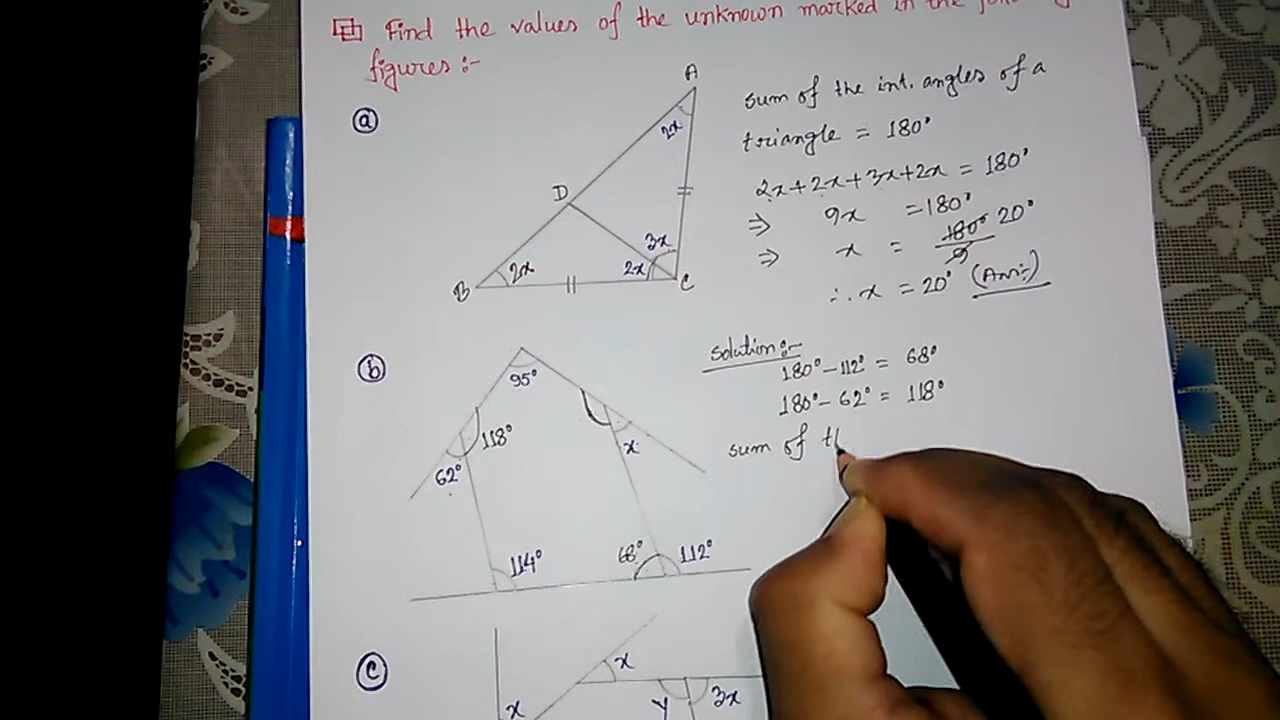 Find the values of the unknown marked in the
figures :-
(a)
A
2x
D
3x
2x
2x
B
C
sum of the int. angles of a
triangle = 180°
2x + 2x + 3x + 2x = 180°
⇒ 9x = 180°
⇒ x = 180°/9 20°
∴ x = 20° (Ans:-)
(b)
95°
118°
x
62°
114°
68°
112°
Solution:-
180° - 112° = 68°
180° - 62° = 118°
sum of
(c)
x
x
y
3x